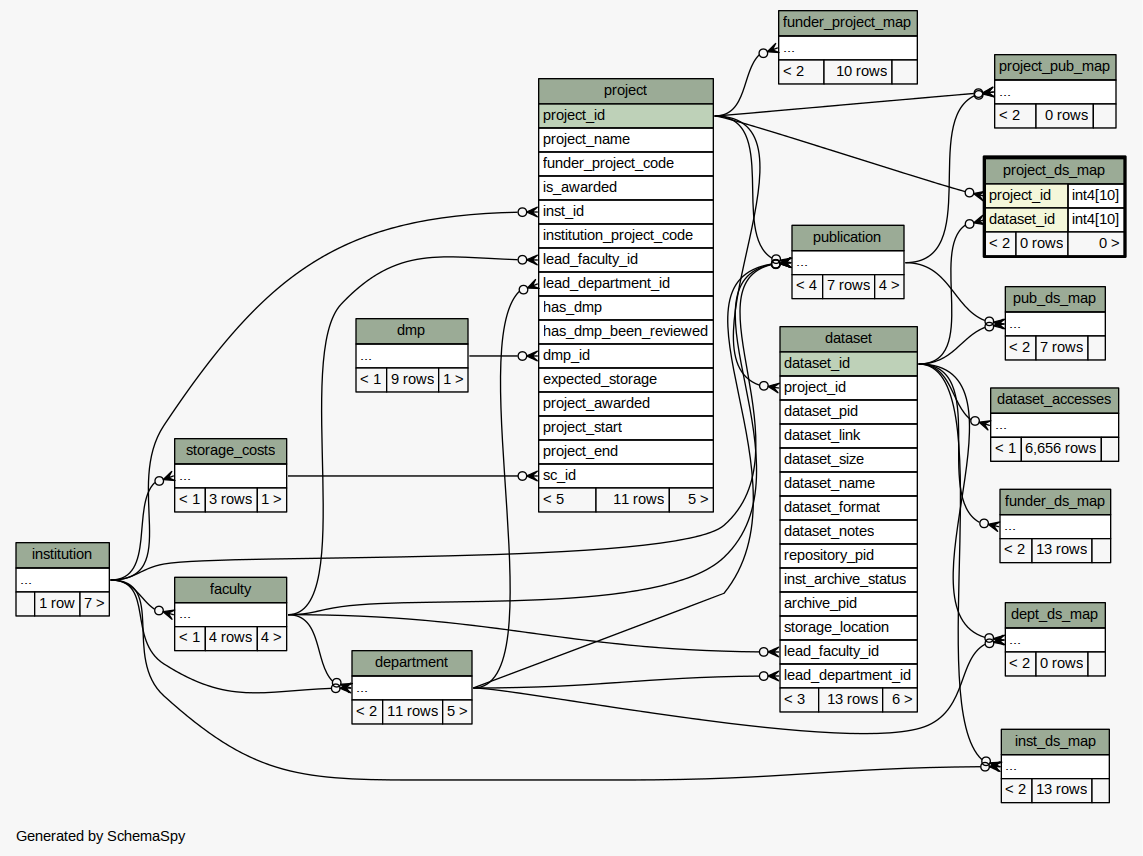 funder_project_map
...
< 2 10 rows
project_pub_map
...
< 2 0 rows
project
project_id
project_name
funder_project_code
is_awarded
inst_id
institution_project_code
lead_faculty_id
lead_department_id
has_dmp
has_dmp_been_reviewed
dmp_id
expected_storage
project_awarded
project_start
project_end
sc_id
< 5 11 rows 5 >
project_ds_map
project_id int4[10]
dataset_id int4[10]
< 2 0 rows 0 >
publication
...
< 4 7 rows 4 >
pub_ds_map
...
< 2 7 rows
dmp
...
< 1 9 rows 1 >
dataset
dataset_id
project_id
dataset_pid
dataset_link
dataset_size
dataset_name
dataset_format
dataset_notes
repository_pid
inst_archive_status
archive_pid
storage_location
lead_faculty_id
lead_department_id
< 3 13 rows 6 >
dataset_accesses
...
< 1 6,656 rows
storage_costs
...
< 1 3 rows 1 >
funder_ds_map
...
< 2 13 rows
institution
...
1 row 7 >
faculty
...
< 1 4 rows 4 >
dept_ds_map
...
< 2 0 rows
department
...
< 2 11 rows 5 >
inst_ds_map
...
< 2 13 rows
Generated by SchemaSpy